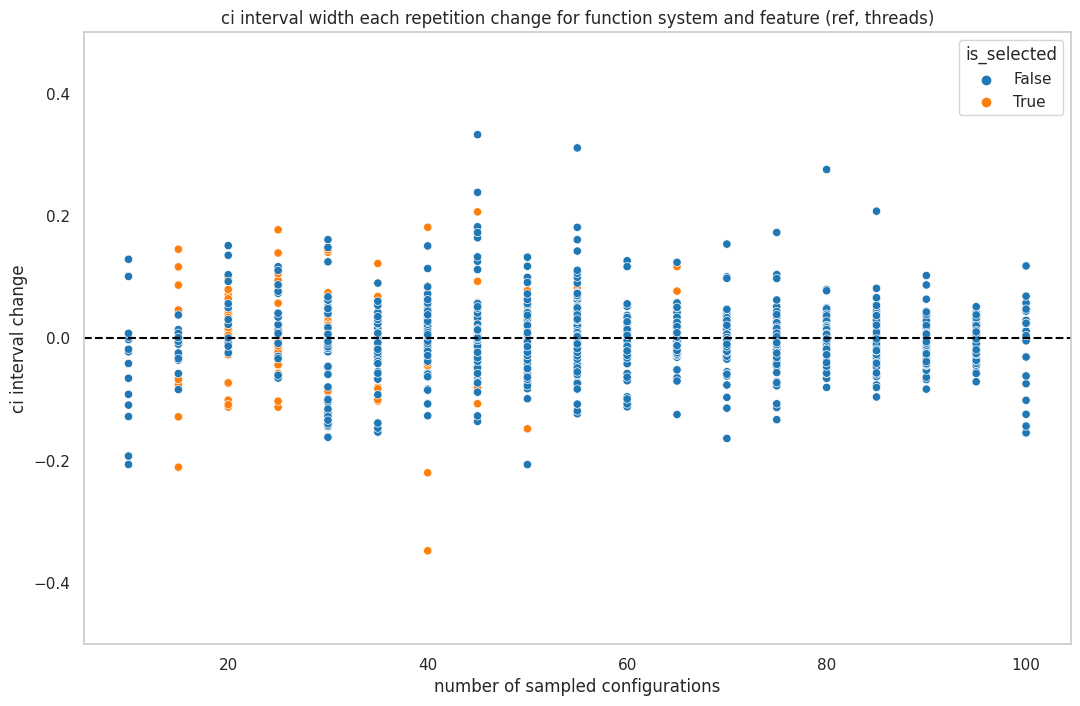 ci interval width each repetition change for function system and feature (ref, threads)
is_selected
False
True
0.4
0.2
0.0
−0.2
−0.4
ci interval change
20
40
60
80
100
number of sampled configurations